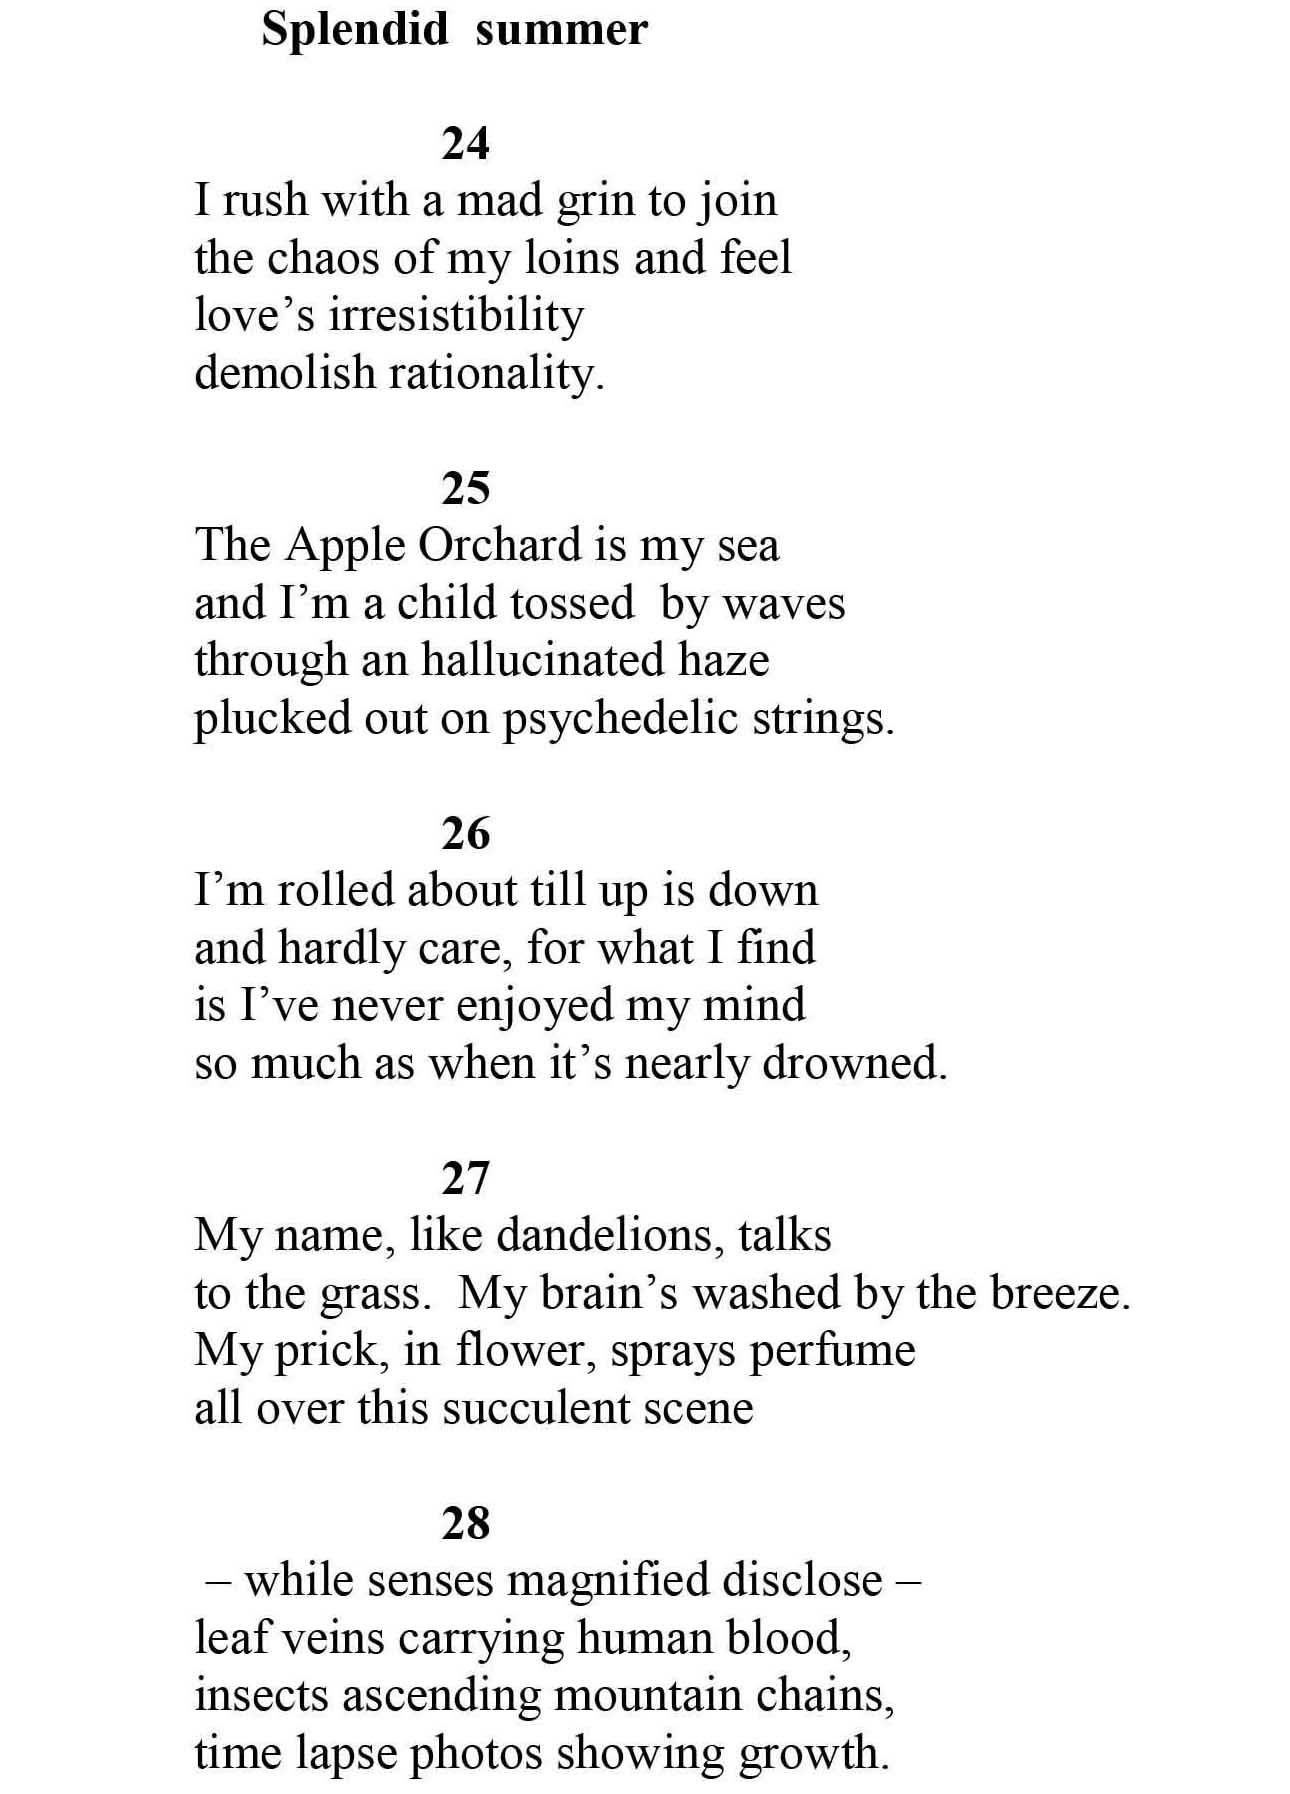 Splendid summer
24
I rush with a mad grin to join
the chaos of my loins and feel
love’s irresistibility
demolish rationality.
25
The Apple Orchard is my sea
and I’m a child tossed by waves
through an hallucinated haze
plucked out on psychedelic strings.
26
I’m rolled about till up is down
and hardly care, for what I find
is I’ve never enjoyed my mind
so much as when it’s nearly drowned.
27
My name, like dandelions, talks
to the grass. My brain’s washed by the breeze.
My prick, in flower, sprays perfume
all over this succulent scene
28
– while senses magnified disclose –
leaf veins carrying human blood,
insects ascending mountain chains,
time lapse photos showing growth.